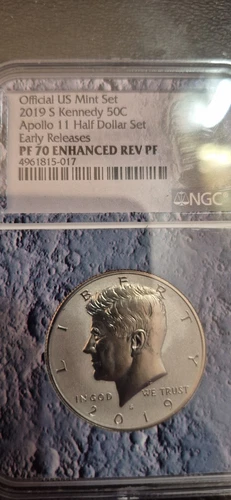 Official US Mint Set
2019 S Kennedy 50C
Apollo 11 Half Dollar Set
Early Releases
PF 70 ENHANCED REV PF
4961815-017
NGC
LIBERTY
IN GOD WE TRUST
2019